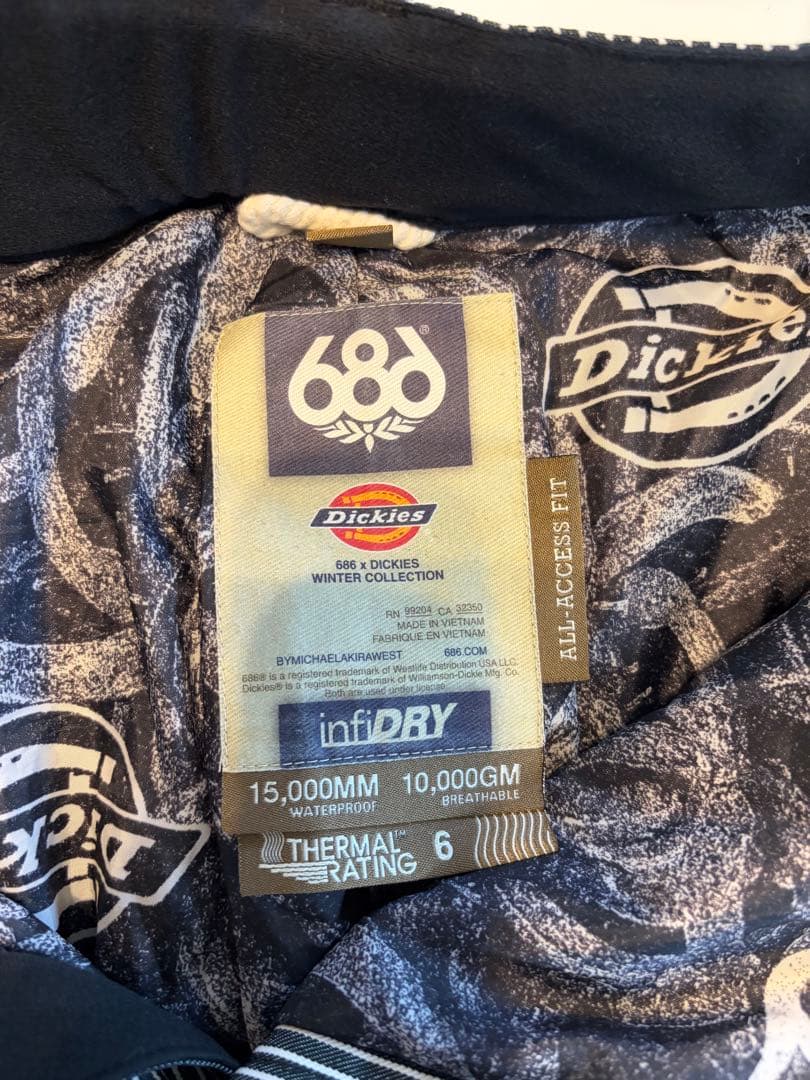 686®
Dickies
Dickies
686 x DICKIES
WINTER COLLECTION
RN 99204 CA 32350
MADE IN VIETNAM
FABRIQUE EN VIETNAM
BYMICHAELAKIRAWEST 686.COM
686® is a registered trademark of Westlife Distribution USA LLC.
Dickies® is a registered trademark of Williamson-Dickie Mfg. Co.
Both are used under license.
infiDRY
15,000MM 10,000GM
WATERPROOF BREATHABLE
THERMAL™ 6
RATING
ALL-ACCESS FIT
Dick